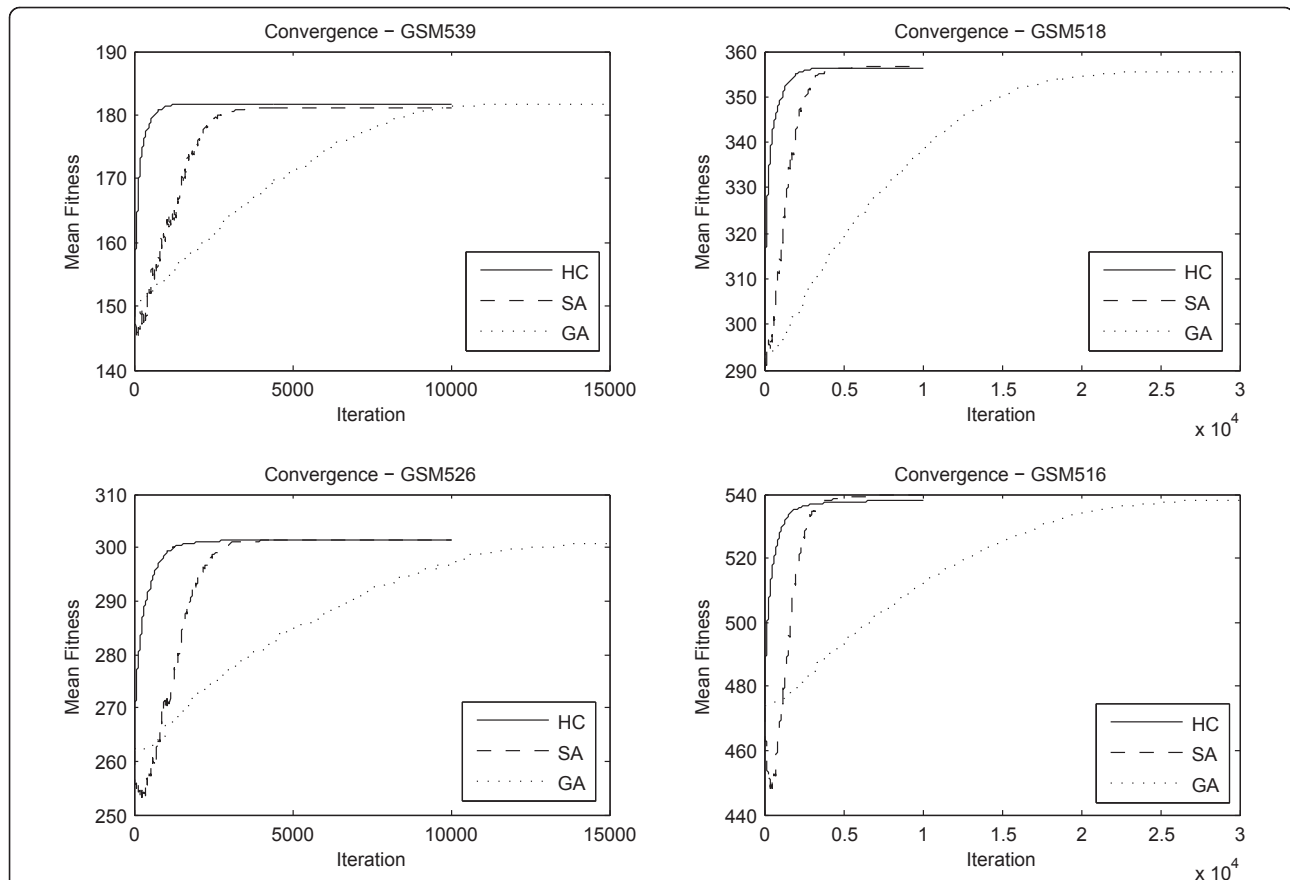 Convergence − GSM539
190
180
170
160
150
140
Mean Fitness
0
5000
10000
15000
Iteration
HC
SA
GA
Convergence − GSM518
360
350
340
330
320
310
300
290
Mean Fitness
0
0.5
1
1.5
2
2.5
3
x 10^4
Iteration
HC
SA
GA
Convergence − GSM526
310
300
290
280
270
260
250
Mean Fitness
0
5000
10000
15000
Iteration
HC
SA
GA
Convergence − GSM516
540
520
500
480
460
440
Mean Fitness
0
0.5
1
1.5
2
2.5
3
x 10^4
Iteration
HC
SA
GA